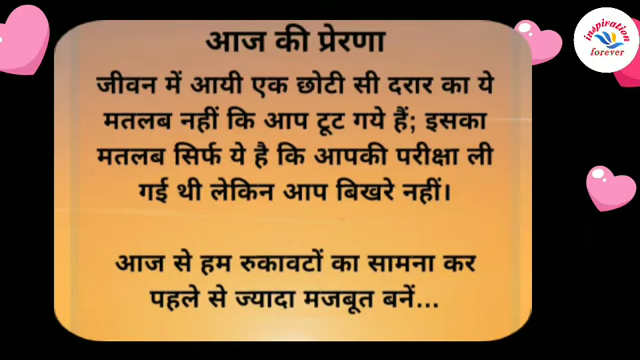 आज की प्रेरणा
जीवन में आयी एक छोटी सी दरार का ये
मतलब नहीं कि आप टूट गये हैं; इसका
मतलब सिर्फ ये है कि आपकी परीक्षा ली
गई थी लेकिन आप बिखरे नहीं।
आज से हम रुकावटों का सामना कर
पहले से ज्यादा मजबूत बनें...
inspiration
forever